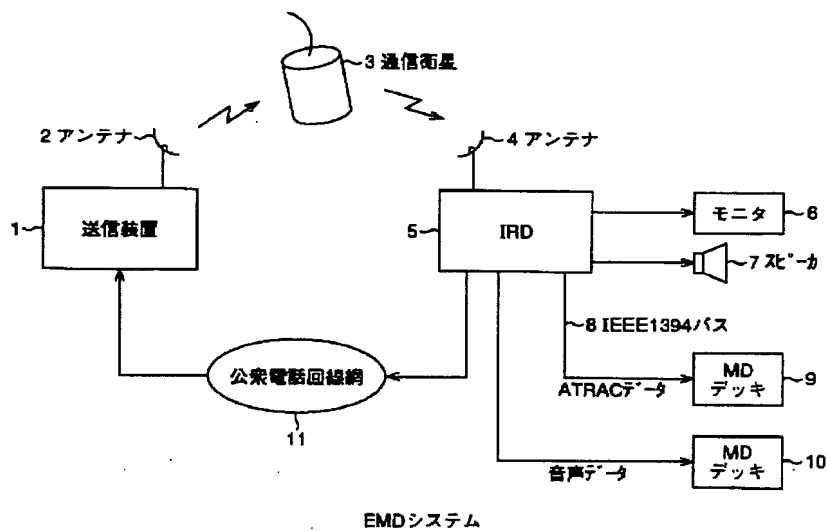 3 通信衛星
2 アンテナ
4 アンテナ
1
送信装置
5
IRD
モニタ
6
7 スピーカ
8 IEEE1394バス
公衆電話回線網
11
ATRACデータ
MD
デッキ
9
音声データ
MD
デッキ
10
EMDシステム